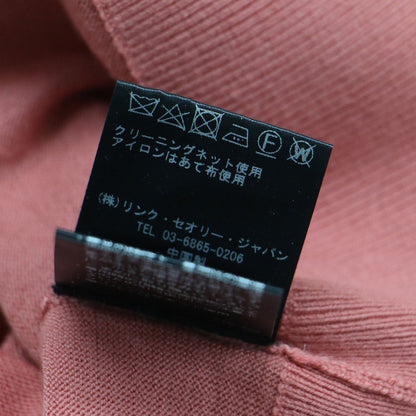 クリーニングネット使用
アイロンはあて布使用
(株)リンク・セオリー・ジャパン
TEL 03-6865-0206
中国製